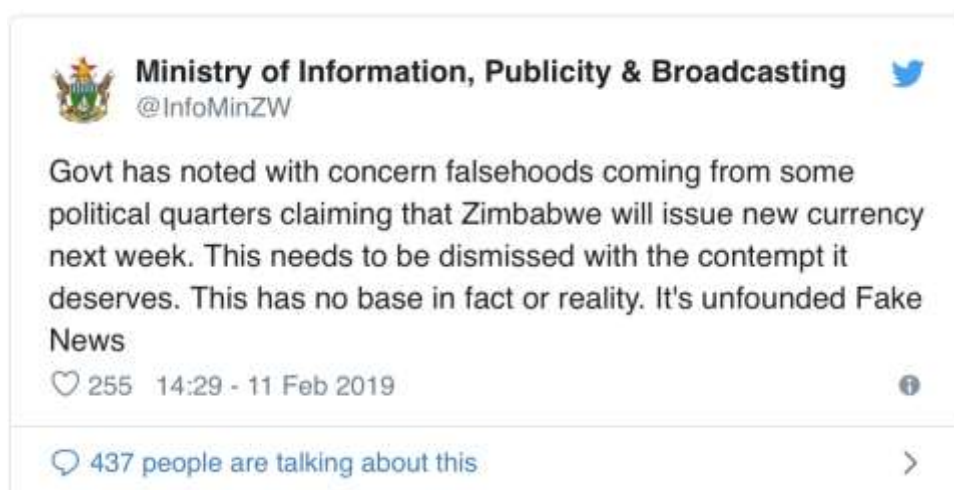 Ministry of Information, Publicity & Broadcasting
@InfoMinZW
Govt has noted with concern falsehoods coming from some
political quarters claiming that Zimbabwe will issue new currency
next week. This needs to be dismissed with the contempt it
deserves. This has no base in fact or reality. It's unfounded Fake
News
255 14:29 - 11 Feb 2019
437 people are talking about this